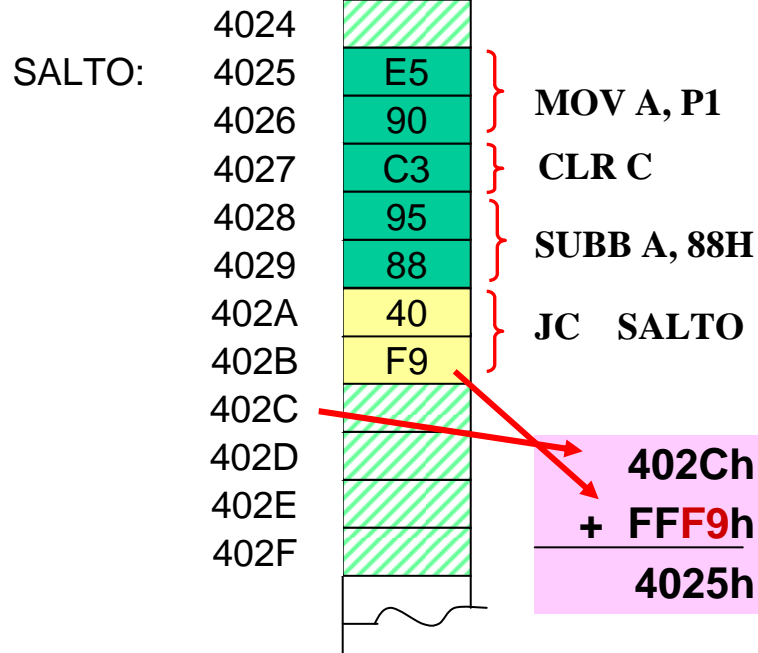 4024
SALTO: 4025 E5
MOV A, P1
4026 90
4027 C3 CLR C
4028 95
SUBB A, 88H
4029 88
402A 40
JC SALTO
402B F9
402C
402D 402Ch
402E + FFF9h
402F 4025h